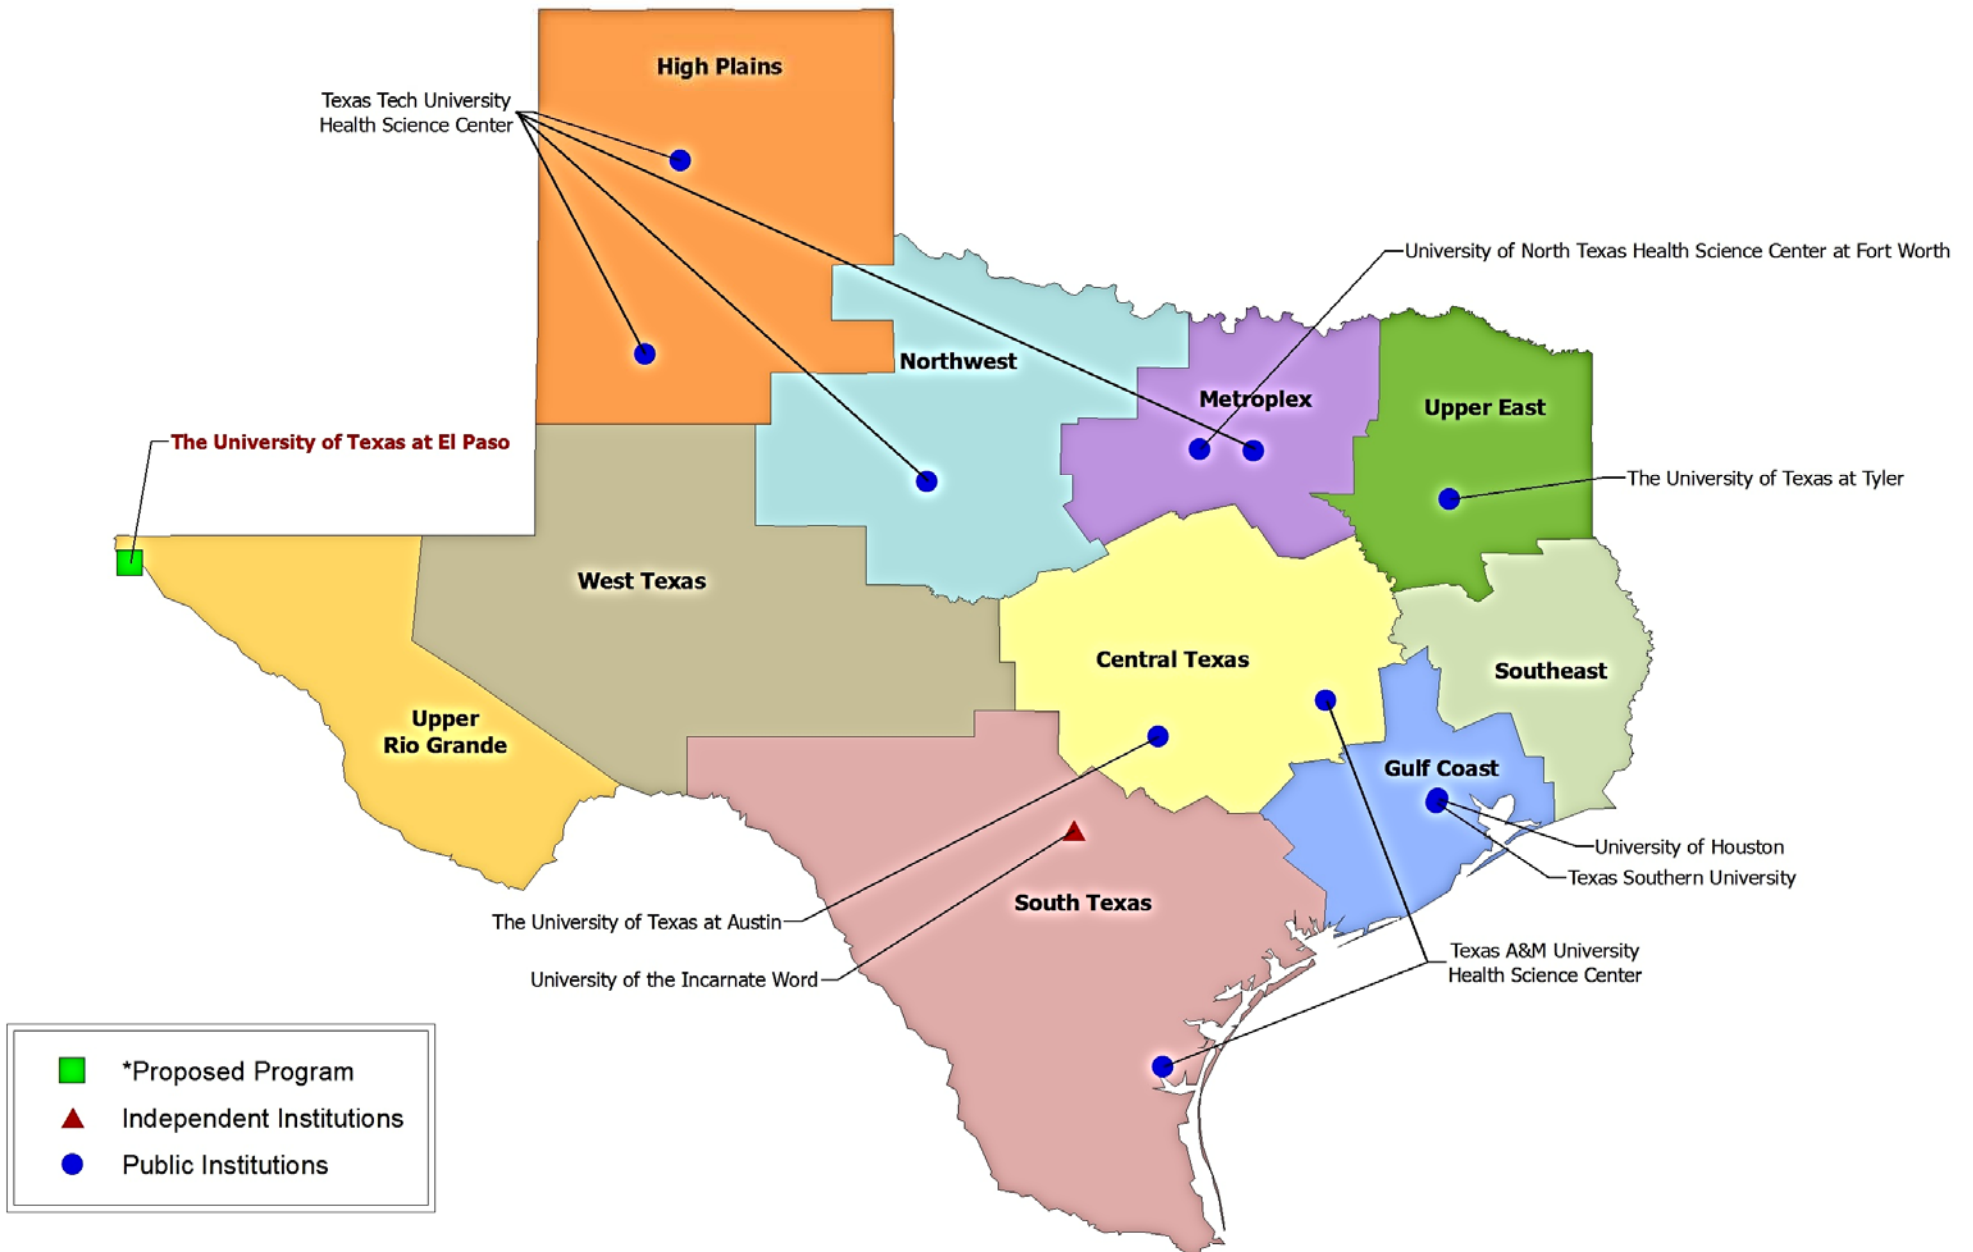 High Plains
Texas Tech University
Health Science Center
University of North Texas Health Science Center at Fort Worth
Northwest
Metroplex
Upper East
The University of Texas at El Paso
The University of Texas at Tyler
West Texas
Central Texas
Southeast
Upper
Rio Grande
Gulf Coast
University of Houston
Texas Southern University
South Texas
The University of Texas at Austin
University of the Incarnate Word
Texas A&M University
Health Science Center
*Proposed Program
Independent Institutions
Public Institutions